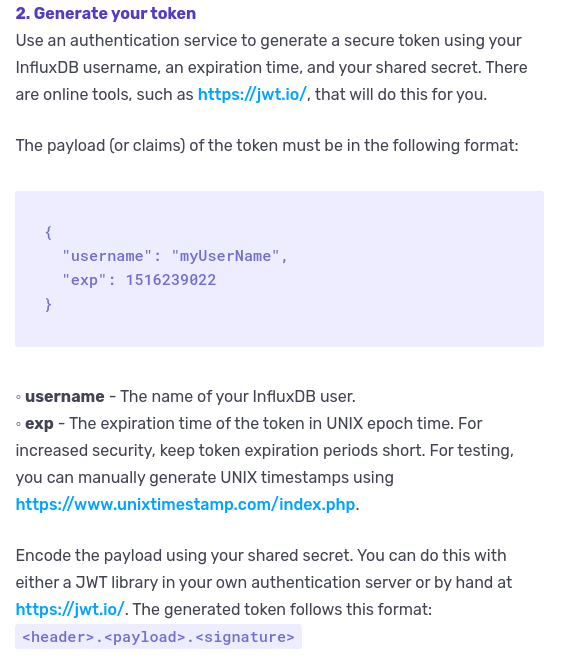 2. Generate your token
Use an authentication service to generate a secure token using your
InfluxDB username, an expiration time, and your shared secret. There
are online tools, such as https://jwt.io/, that will do this for you.
The payload (or claims) of the token must be in the following format:
{
"username": "myUserName",
"exp": 1516239022
}
◦ username - The name of your InfluxDB user.
◦ exp - The expiration time of the token in UNIX epoch time. For
increased security, keep token expiration periods short. For testing,
you can manually generate UNIX timestamps using
https://www.unixtimestamp.com/index.php.
Encode the payload using your shared secret. You can do this with
either a JWT library in your own authentication server or by hand at
https://jwt.io/. The generated token follows this format:
<header>.<payload>.<signature>